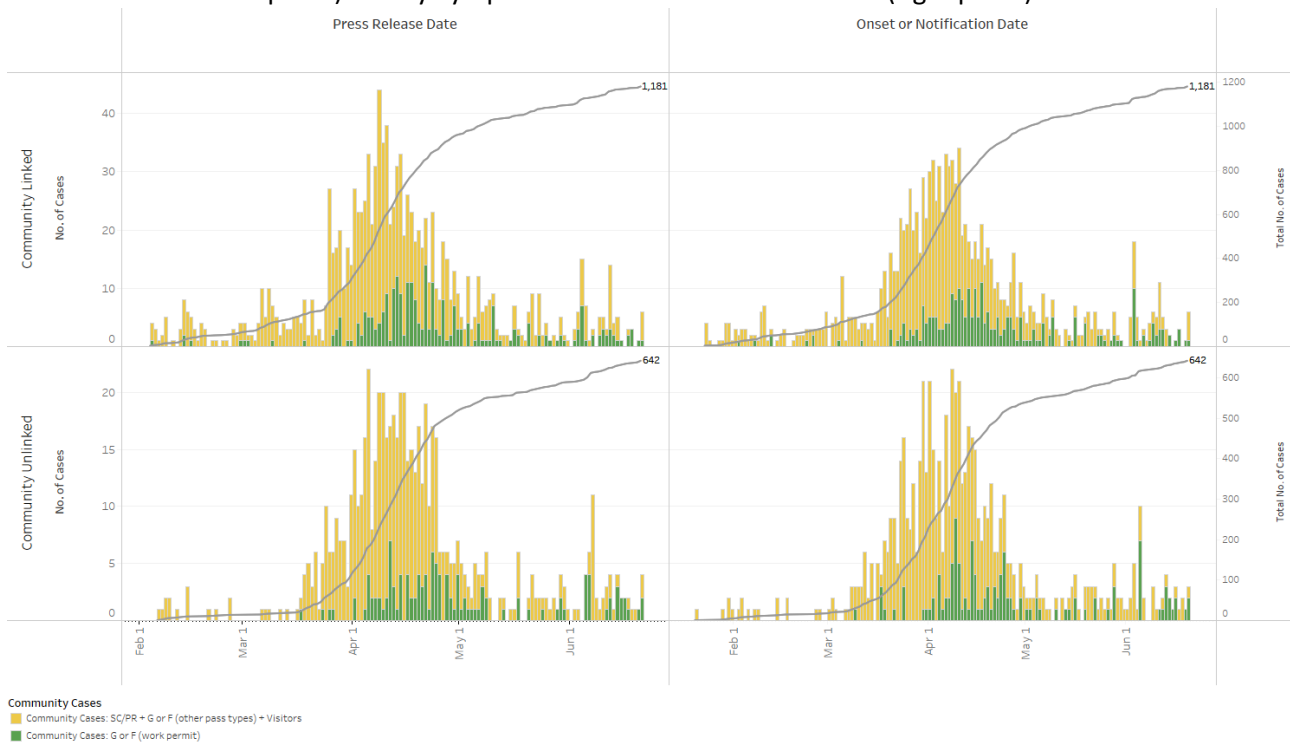 Press Release Date
Onset or Notification Date
Community Linked
No. of Cases
40
30
20
10
0
1,181
1,181
1200
1000
800
600
400
200
0
Total No. of Cases
Community Unlinked
No. of Cases
20
15
10
5
0
642
642
600
500
400
300
200
100
0
Total No. of Cases
Feb 1
Mar 1
Apr 1
May 1
Jun 1
Feb 1
Mar 1
Apr 1
May 1
Jun 1
Community Cases
Community Cases: SC/PR + G or F (other pass types) + Visitors
Community Cases: G or F (work permit)